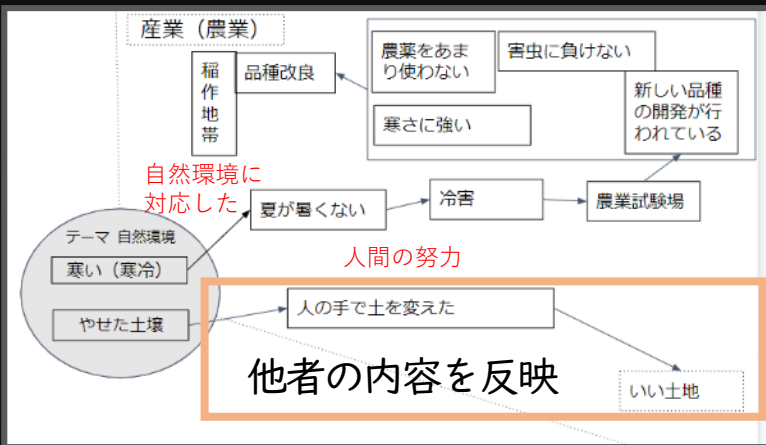 産業（農業）
稲
作
地
帯
品種改良
農薬をあま
り使わない
害虫に負けない
寒さに強い
新しい品種
の開発が行
われている
自然環境に
対応した
夏が暑くない
冷害
農業試験場
テーマ 自然環境
寒い（寒冷）
やせた土壌
人間の努力
人の手で土を変えた
他者の内容を反映
いい土地